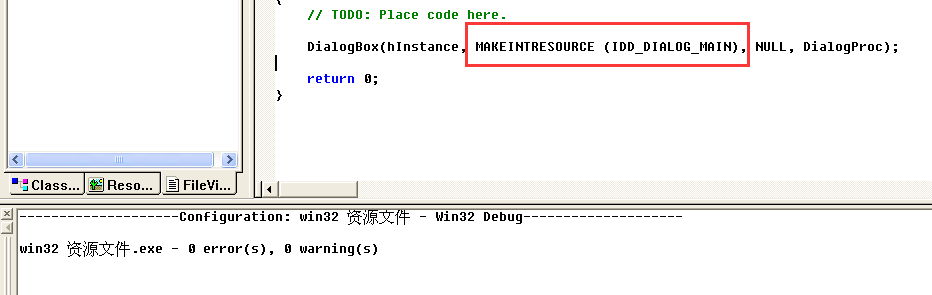 {
// TODO: Place code here.
DialogBox(hInstance, MAKEINTRESOURCE (IDD_DIALOG_MAIN), NULL, DialogProc);
return 0;
}
Class... Reso... FileVi...
--------------------Configuration: win32 资源文件 - Win32 Debug--------------------
win32 资源文件.exe - 0 error(s), 0 warning(s)